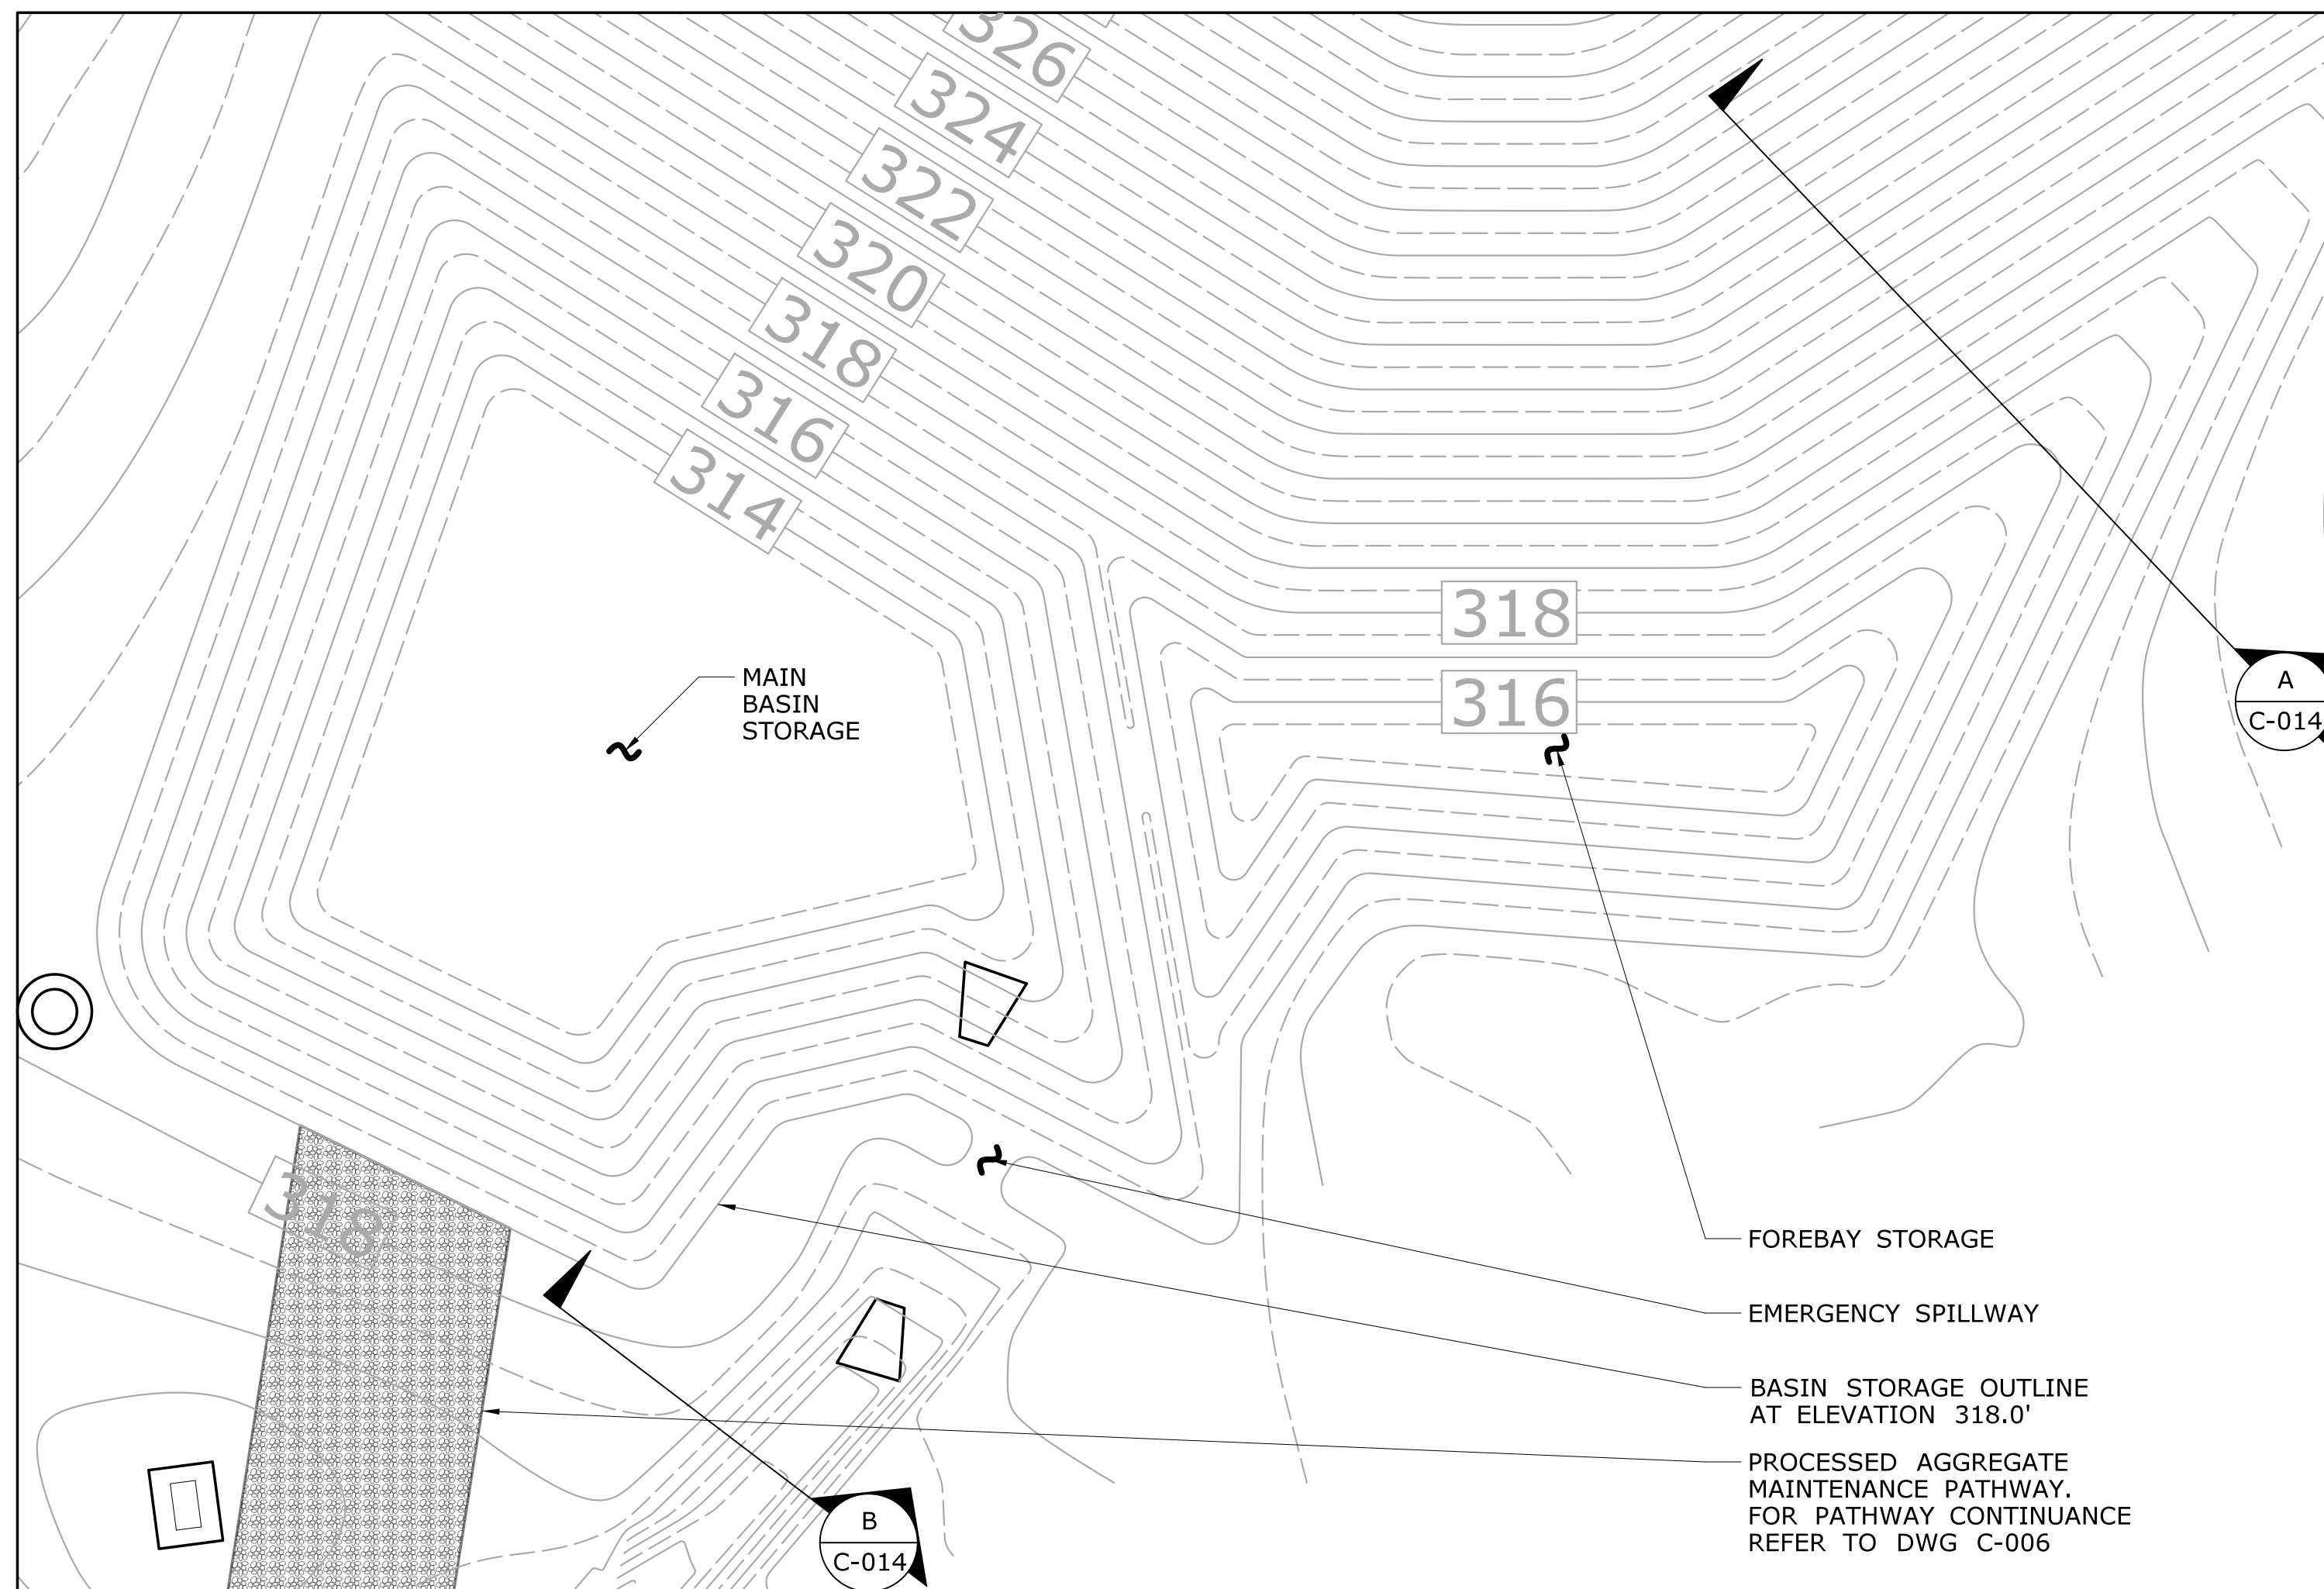 326
324
322
320
318
316
314
318
316
MAIN
BASIN
STORAGE
A
C-014
318
FOREBAY STORAGE
EMERGENCY SPILLWAY
BASIN STORAGE OUTLINE
AT ELEVATION 318.0'
PROCESSED AGGREGATE
MAINTENANCE PATHWAY.
FOR PATHWAY CONTINUANCE
REFER TO DWG C-006
B
C-014